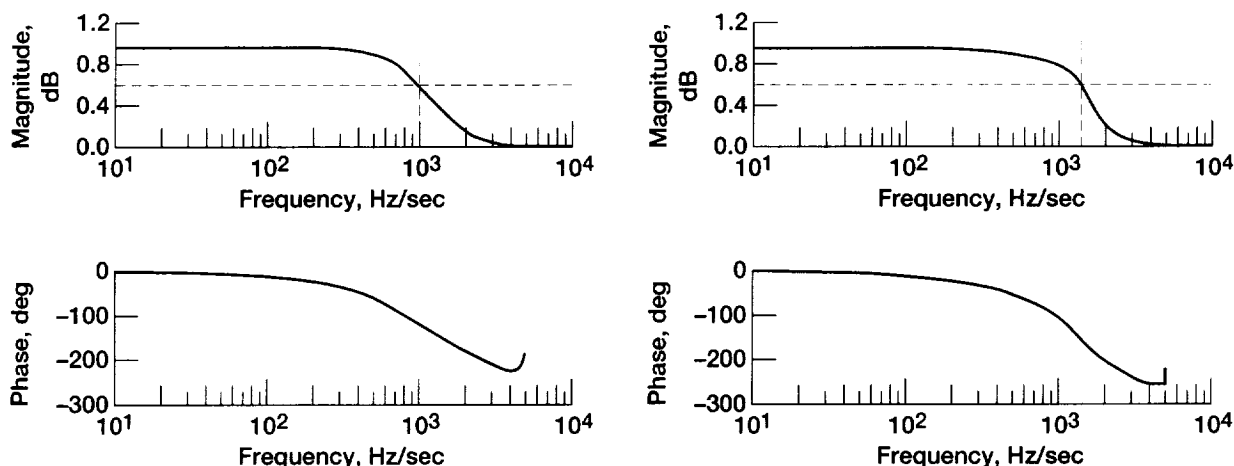 Magnitude, dB
1.2
0.8
0.4
0.0
10¹ 10² 10³ 10⁴
Frequency, Hz/sec
Magnitude, dB
1.2
0.8
0.4
0.0
10¹ 10² 10³ 10⁴
Frequency, Hz/sec
Phase, deg
0
–100
–200
–300
10¹ 10² 10³ 10⁴
Frequency, Hz/sec
Phase, deg
0
–100
–200
–300
10¹ 10² 10³ 10⁴
Frequency, Hz/sec